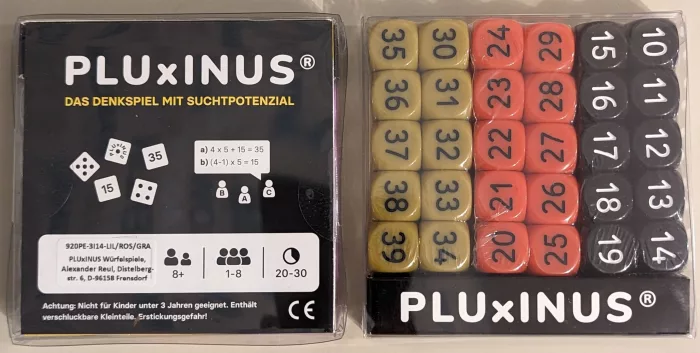 PLUxINUS®
DAS DENKSPIEL MIT SUCHTPOTENZIAL
a) 4 x 5 + 15 = 35
b) (4-1) x 5 = 15
35
15
B A C
920PE-3I14-LIL/ROS/GRA
PLUxINUS Würfelspiele,
Alexander Reul, Distelberg-
str. 6, D-96158 Frensdorf
8+ 1-8 20-30
Achtung: Nicht für Kinder unter 3 Jahren geeignet. Enthält
verschluckbare Kleinteile. Erstickungsgefahr!
CE
35 30 24 29 15 10
36 31 23 28 16 11
37 32 22 27 17 12
38 33 21 26 18 13
39 34 20 25 19 14
PLUxINUS®